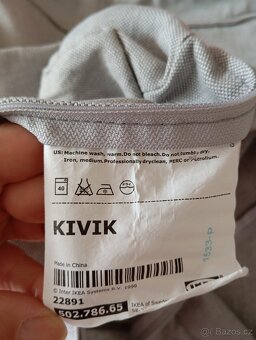 US: Machine wash, warm. Do not bleach. Do not tumble dry.
Iron, medium. Professionally dryclean, PERC or Petroleum.
40
KIVIK
1533-P
Made in China
© Inter IKEA Systems B.V. 1999
22891
502.786.65
IKEA of Sweden
bazoš.cz